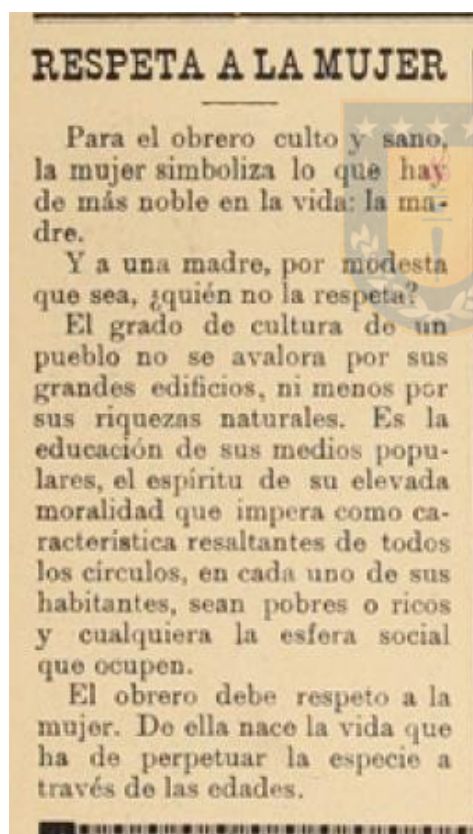 RESPETA A LA MUJER
Para el obrero culto y sano,
la mujer simboliza lo que hay
de más noble en la vida: la ma-
dre.
Y a una madre, por modesta
que sea, ¿quién no la respeta?
El grado de cultura de un
pueblo no se avalora por sus
grandes edificios, ni menos por
sus riquezas naturales. Es la
educación de sus medios popu-
lares, el espíritu de su elevada
moralidad que impera como ca-
racterística resaltantes de todos
los círculos, en cada uno de sus
habitantes, sean pobres o ricos
y cualquiera la esfera social
que ocupen.
El obrero debe respeto a la
mujer. De ella nace la vida que
ha de perpetuar la especie a
través de las edades.